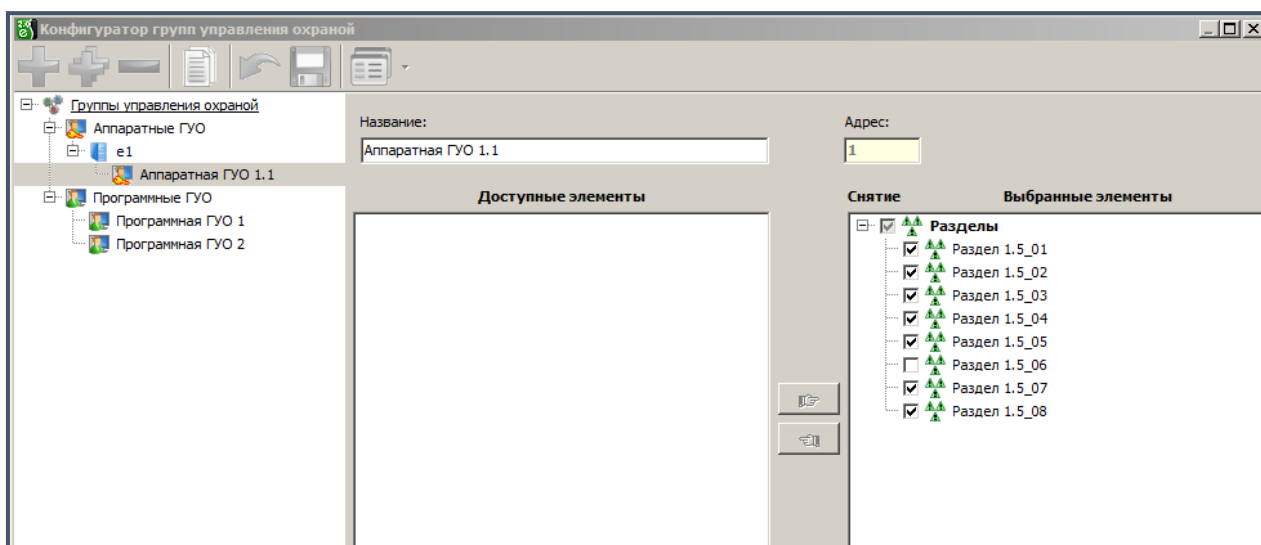 Конфигуратор групп управления охраной
Группы управления охраной
Аппаратные ГУО
e1
Аппаратная ГУО 1.1
Программные ГУО
Программная ГУО 1
Программная ГУО 2
Название:
Адрес:
Аппаратная ГУО 1.1
1
Доступные элементы
Снятие
Выбранные элементы
Разделы
Раздел 1.5_01
Раздел 1.5_02
Раздел 1.5_03
Раздел 1.5_04
Раздел 1.5_05
Раздел 1.5_06
Раздел 1.5_07
Раздел 1.5_08